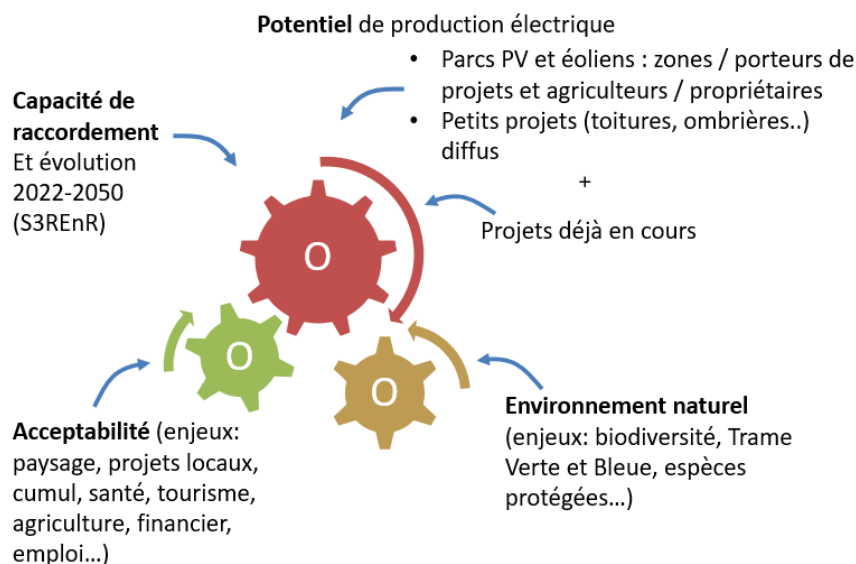 Potentiel de production électrique
• Parcs PV et éoliens : zones / porteurs de
projets et agriculteurs / propriétaires
• Petits projets (toitures, ombrières..)
diffus
+
Projets déjà en cours
Capacité de
raccordement
Et évolution
2022-2050
(S3REnR)
O
O
O
Acceptabilité (enjeux:
paysage, projets locaux,
cumul, santé, tourisme,
agriculture, financier,
emploi…)
Environnement naturel
(enjeux: biodiversité, Trame
Verte et Bleue, espèces
protégées…)